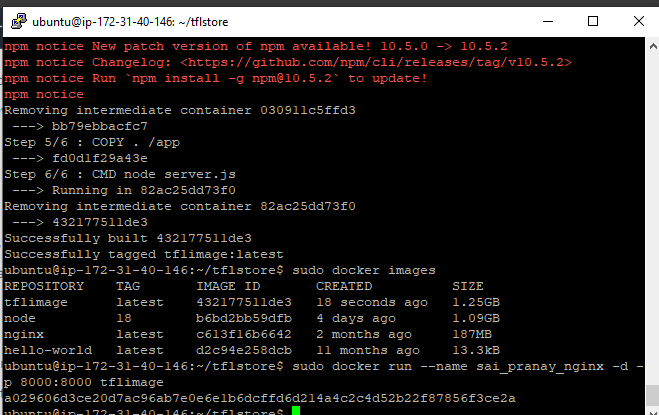 ubuntu@ip-172-31-40-146: ~/tflstore
npm notice New patch version of npm available! 10.5.0 -> 10.5.2
npm notice Changelog: <https://github.com/npm/cli/releases/tag/v10.5.2>
npm notice Run `npm install -g npm@10.5.2` to update!
npm notice
Removing intermediate container 030911c5ffd3
 ---> bb79ebbacfc7
Step 5/6 : COPY . /app
 ---> fd0d1f29a43e
Step 6/6 : CMD node server.js
 ---> Running in 82ac25dd73f0
Removing intermediate container 82ac25dd73f0
 ---> 432177511de3
Successfully built 432177511de3
Successfully tagged tflimage:latest
ubuntu@ip-172-31-40-146:~/tflstore$ sudo docker images
REPOSITORY    TAG       IMAGE ID       CREATED          SIZE
tflimage      latest    432177511de3   18 seconds ago   1.25GB
node          18        b6bd2bb59dfb   4 days ago       1.09GB
nginx         latest    c613f16b6642   2 months ago     187MB
hello-world   latest    d2c94e258dcb   11 months ago    13.3kB
ubuntu@ip-172-31-40-146:~/tflstore$ sudo docker run --name sai_pranay_nginx -d -
p 8000:8000 tflimage
a029606d3ce20d7ac96ab7e0e6e1b6dcffd6d214a4c2c4d52b22f87856f3ce2a
ubuntu@ip-172-31-40-146:~/tflstore$